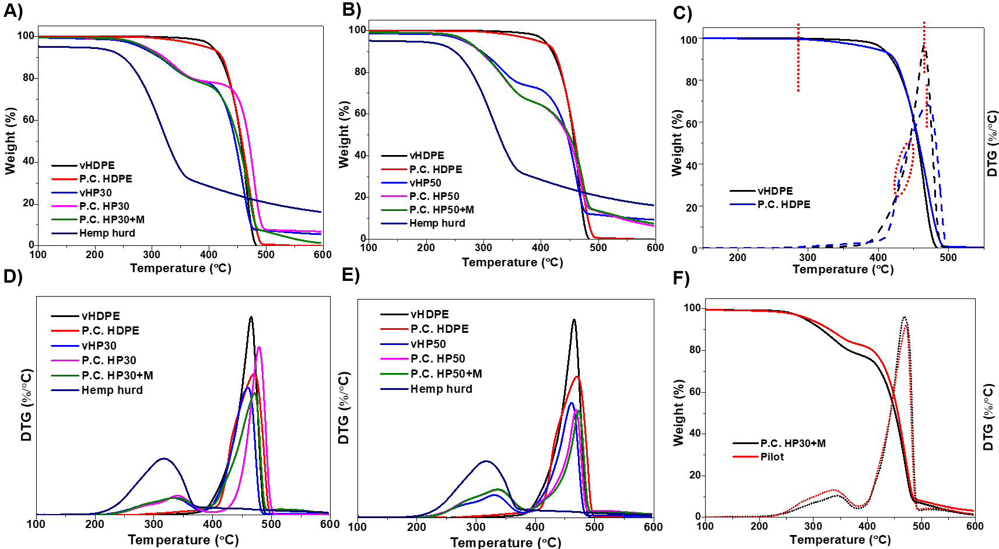 A)
Weight (%)
100
80
60
40
20
0
vHDPE
P.C. HDPE
vHP30
P.C. HP30
P.C. HP30+M
Hemp hurd
100 200 300 400 500 600
Temperature (°C)
B)
Weight (%)
100
80
60
40
20
0
vHDPE
P.C. HDPE
vHP50
P.C. HP50
P.C. HP50+M
Hemp hurd
100 200 300 400 500 600
Temperature (°C)
C)
Weight (%)
100
80
60
40
20
0
vHDPE
P.C. HDPE
200 300 400 500
Temperature (°C)
DTG (%/°C)
D)
DTG (%/°C)
vHDPE
P.C. HDPE
vHP30
P.C. HP30
P.C. HP30+M
Hemp hurd
100 200 300 400 500 600
Temperature (°C)
E)
DTG (%/°C)
vHDPE
P.C. HDPE
vHP50
P.C. HP50
P.C. HP50+M
Hemp hurd
100 200 300 400 500 600
Temperature (°C)
F)
Weight (%)
100
80
60
40
20
0
P.C. HP30+M
Pilot
100 200 300 400 500 600
Temperature (°C)
DTG (%/°C)